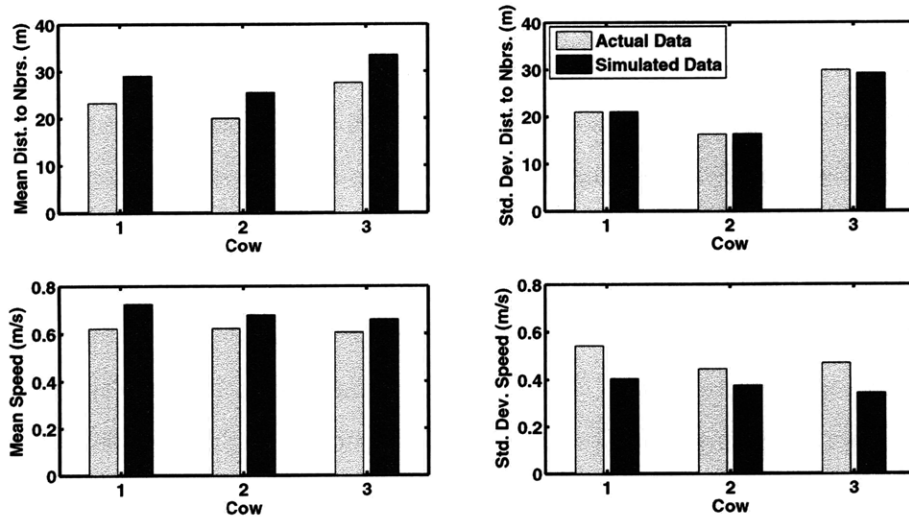 Mean Dist. to Nbrs. (m)
40
30
20
10
0
1 2 3
Cow
Std. Dev. Dist. to Nbrs. (m)
40
30
20
10
0
Actual Data
Simulated Data
1 2 3
Cow
Mean Speed (m/s)
0.8
0.6
0.4
0.2
0
1 2 3
Cow
Std. Dev. Speed (m/s)
0.8
0.6
0.4
0.2
0
1 2 3
Cow